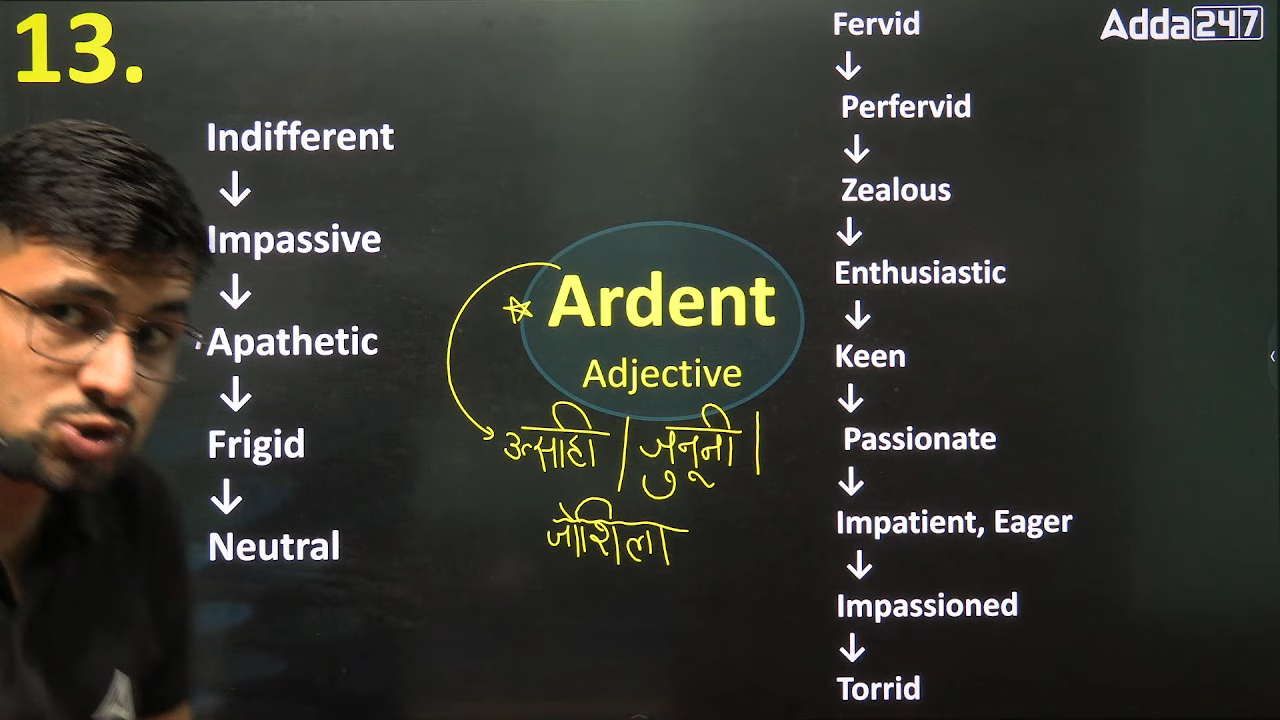 13.
Adda247
Indifferent
↓
Impassive
↓
Apathetic
↓
Frigid
↓
Neutral
Ardent
Adjective
उत्साही / जुनूनी /
जोशिला
Fervid
↓
Perfervid
↓
Zealous
↓
Enthusiastic
↓
Keen
↓
Passionate
↓
Impatient, Eager
↓
Impassioned
↓
Torrid